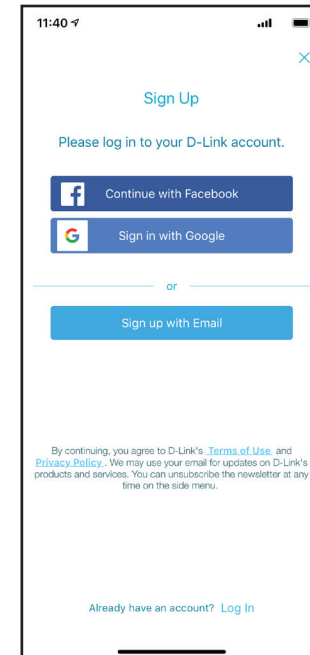 11:40
Sign Up
Please log in to your D-Link account.
Continue with Facebook
Sign in with Google
or
Sign up with Email
By continuing, you agree to D-Link's Terms of Use and
Privacy Policy. We may use your email for updates on D-Link's
products and services. You can unsubscribe the newsletter at any
time on the side menu.
Already have an account? Log In